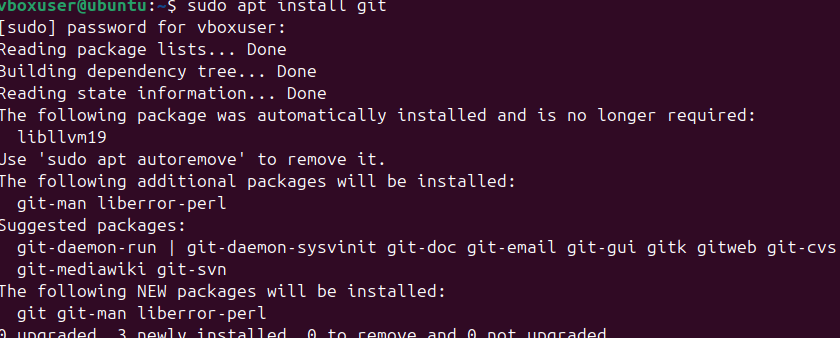 vboxuser@ubuntu:~$ sudo apt install git
[sudo] password for vboxuser:
Reading package lists... Done
Building dependency tree... Done
Reading state information... Done
The following package was automatically installed and is no longer required:
  libllvm19
Use 'sudo apt autoremove' to remove it.
The following additional packages will be installed:
  git-man liberror-perl
Suggested packages:
  git-daemon-run | git-daemon-sysvinit git-doc git-email git-gui gitk gitweb git-cvs
  git-mediawiki git-svn
The following NEW packages will be installed:
  git git-man liberror-perl
0 upgraded, 3 newly installed, 0 to remove and 0 not upgraded.